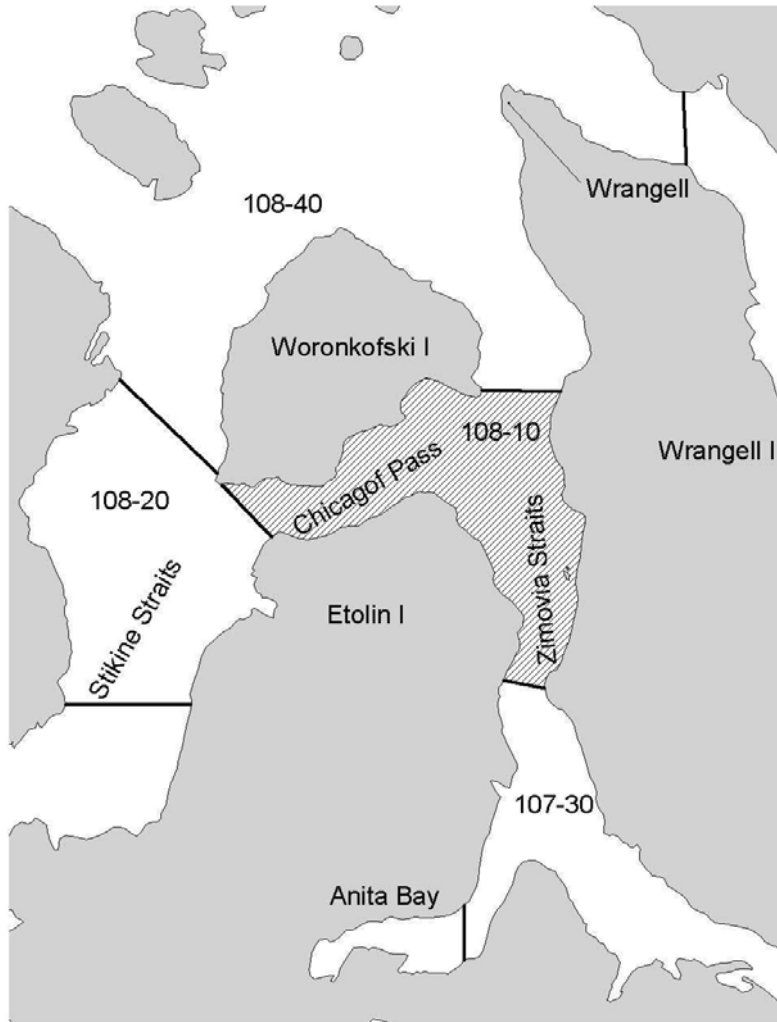 Wrangell
108-40
Woronkofski I
108-10
Wrangell I
Chicagof Pass
108-20
Zimovia Straits
Stikine Straits
Etolin I
107-30
Anita Bay